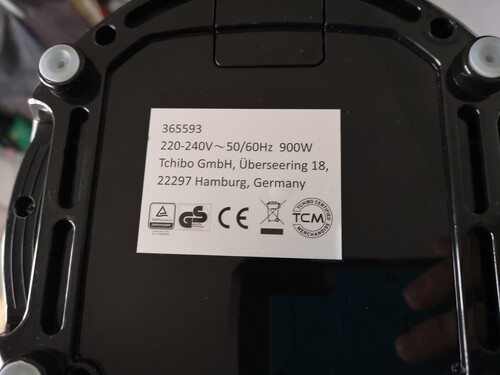 365593
220-240V～50/60Hz 900W
Tchibo GmbH, Überseering 18,
22297 Hamburg, Germany
GS
CE
TCHIBO CERTIFIED
TCM
MERCHANDISE